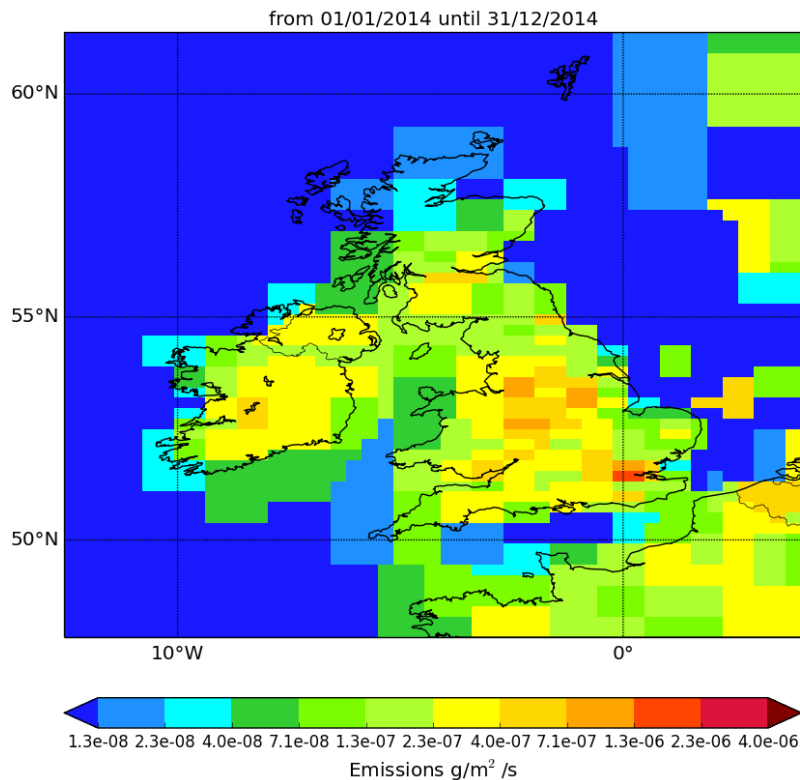 from 01/01/2014 until 31/12/2014
60°N
55°N
50°N
10°W 0°
1.3e-08 2.3e-08 4.0e-08 7.1e-08 1.3e-07 2.3e-07 4.0e-07 7.1e-07 1.3e-06 2.3e-06 4.0e-06
Emissions g/m² /s